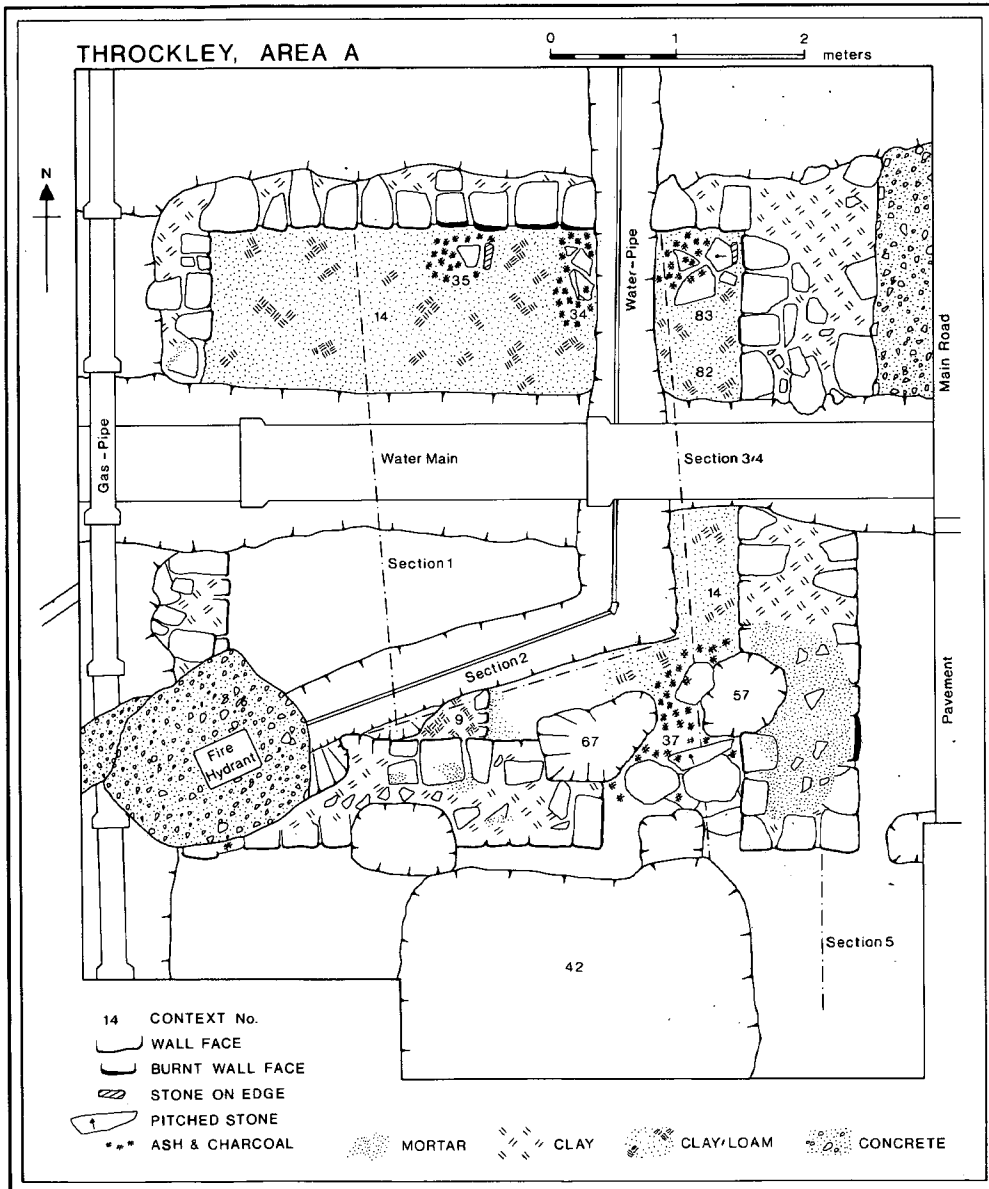 THROCKLEY, AREA A
0 1 2 meters
N
Gas-Pipe
Water-Pipe
Main Road
35
34
14
83
82
Water Main
Section 3/4
Section 1
14
Section 2
9
67
57
37
Fire
Hydrant
Pavement
42
Section 5
14 CONTEXT No.
WALL FACE
BURNT WALL FACE
STONE ON EDGE
PITCHED STONE
ASH & CHARCOAL
MORTAR
CLAY
CLAY/LOAM
CONCRETE